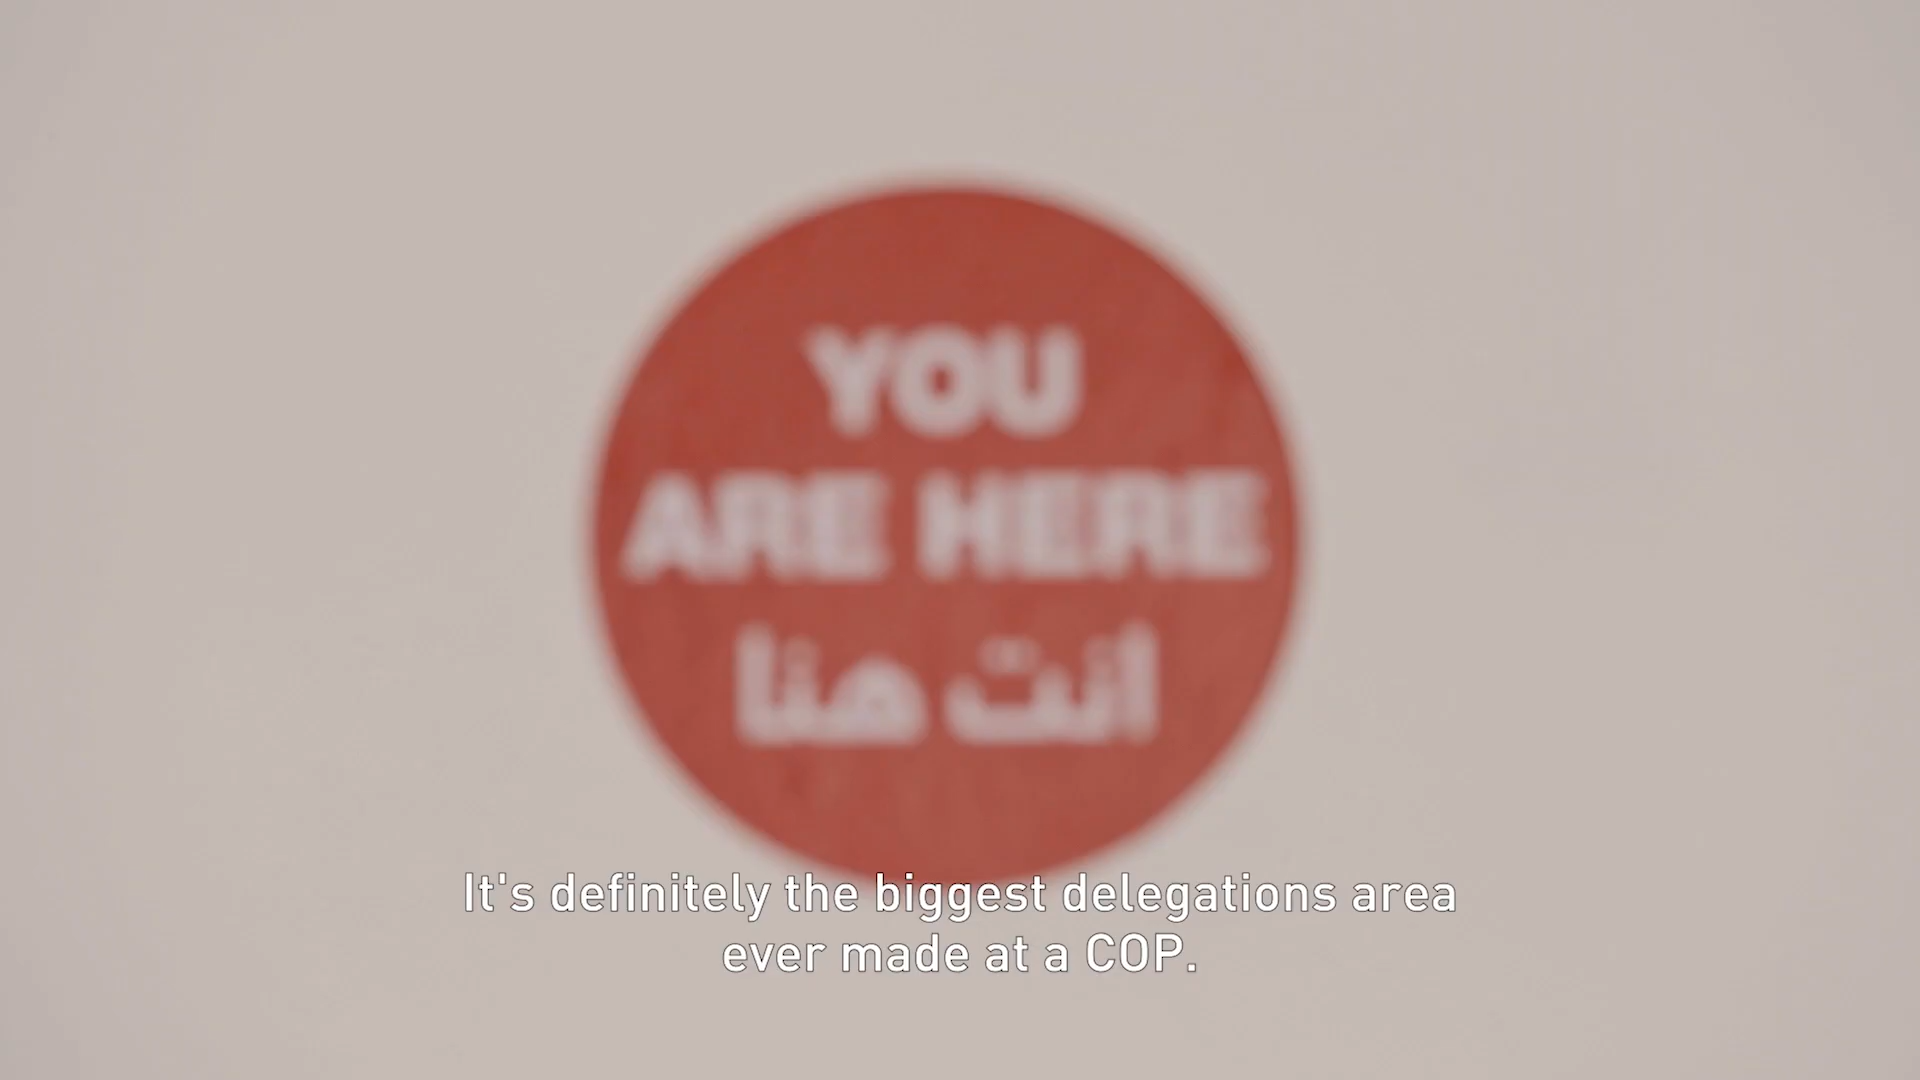 YOU
ARE HERE
انت هنا
It's definitely the biggest delegations area
ever made at a COP.